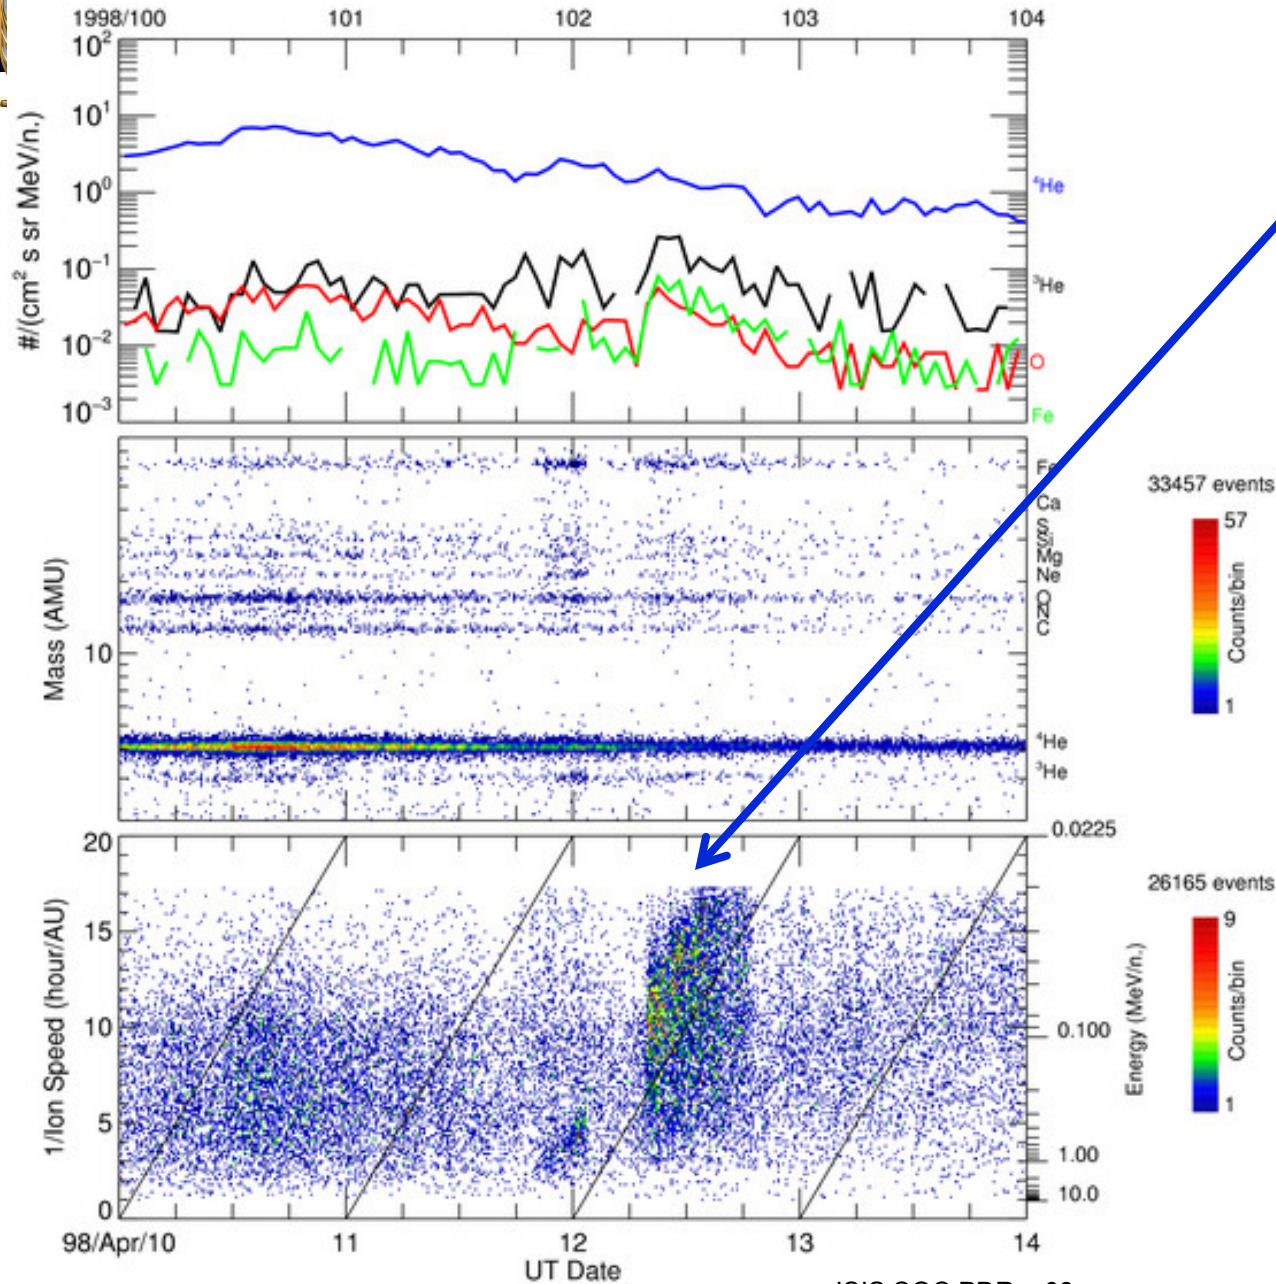 1998/100 101 102 103 104
10² 10¹ 10⁰ 10⁻¹ 10⁻² 10⁻³
#/(cm² s sr MeV/n.)
⁴He
³He
O
Fe
Mass (AMU)
10
Fe
Ca
S
Si
Mg
Ne
O
N
C
⁴He
³He
33457 events
57
Counts/bin
1
20
15
10
5
0
1/Ion Speed (hour/AU)
0.0225
0.100
1.00
10.0
Energy (MeV/n.)
26165 events
9
Counts/bin
1
98/Apr/10 11 12 13 14
UT Date